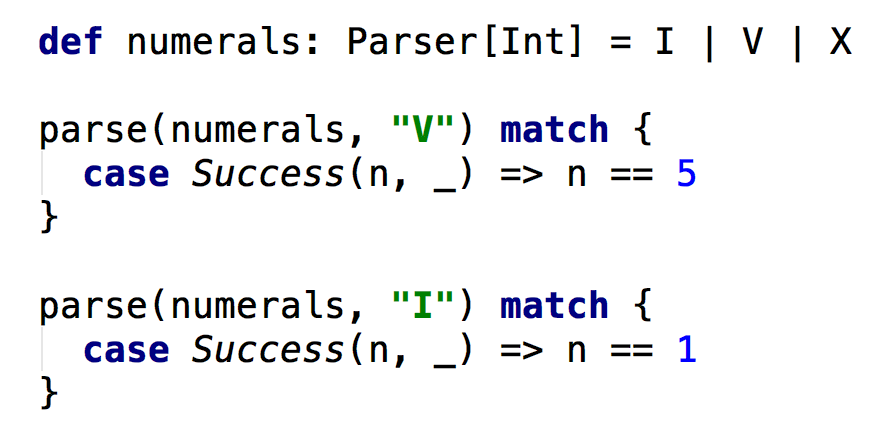 def numerals: Parser[Int] = I | V | X
parse(numerals, "V") match {
case Success(n, _) => n == 5
}
parse(numerals, "I") match {
case Success(n, _) => n == 1
}